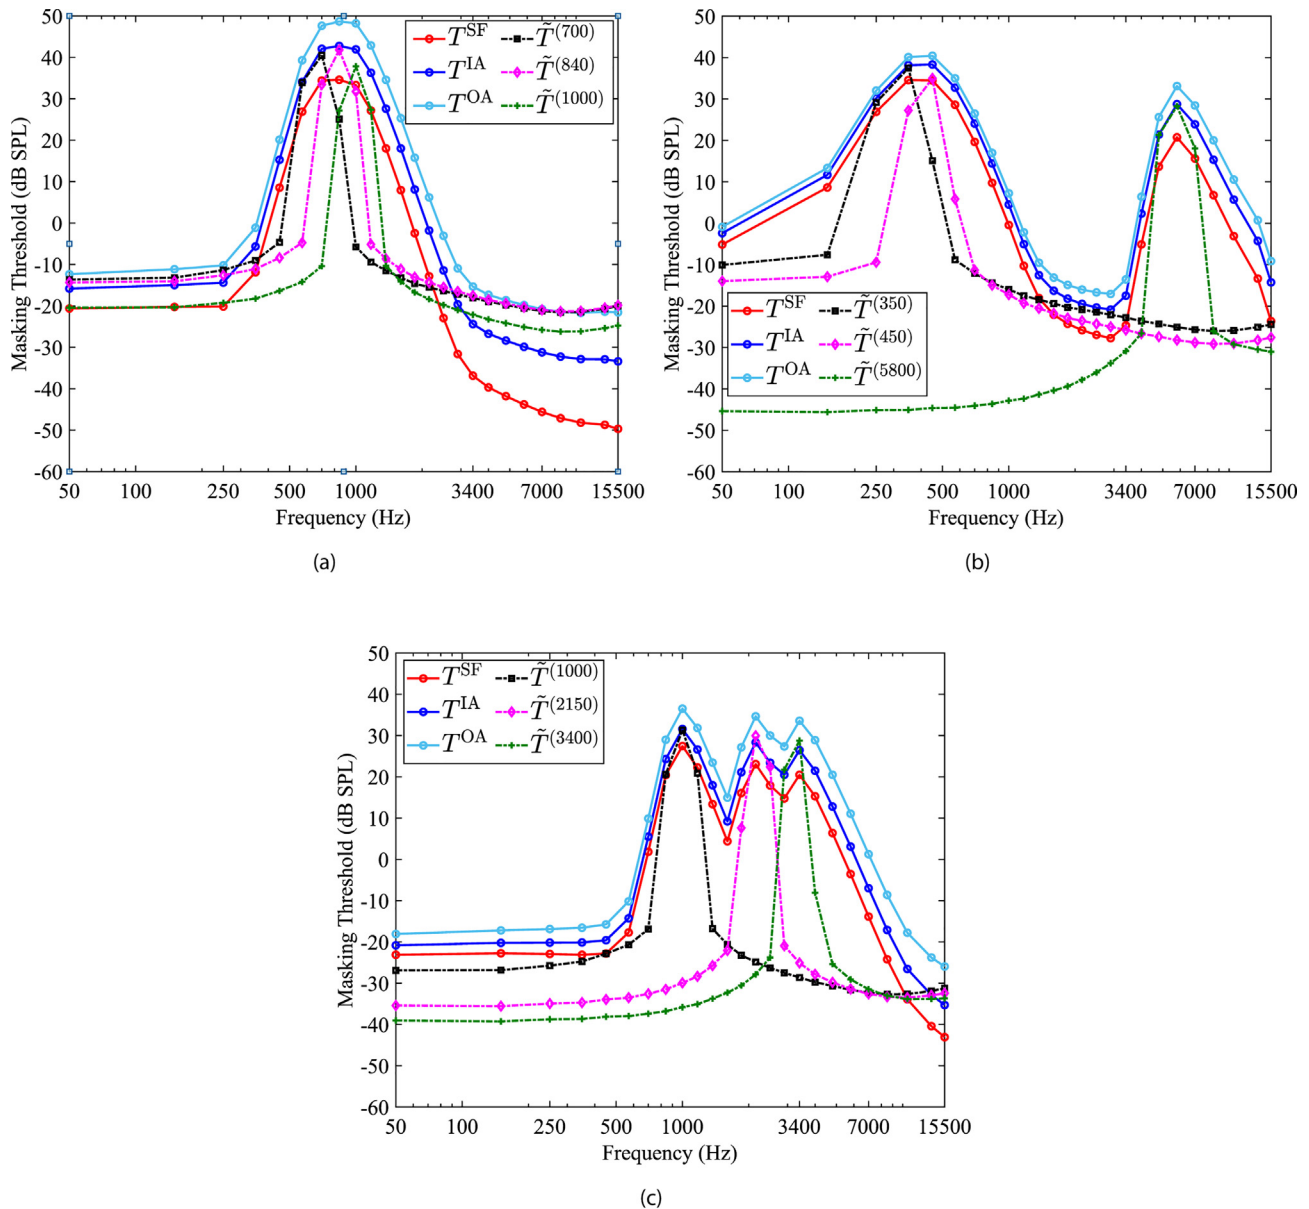 50
40
30
20
10
0
-10
-20
-30
-40
-50
-60
Masking Threshold (dB SPL)
T^SF T̃^(700)
T^IA T̃^(840)
T^OA T̃^(1000)
50 100 250 500 1000 3400 7000 15500
Frequency (Hz)
(a)
50
40
30
20
10
0
-10
-20
-30
-40
-50
-60
Masking Threshold (dB SPL)
T^SF T̃^(350)
T^IA T̃^(450)
T^OA T̃^(5800)
50 100 250 500 1000 3400 7000 15500
Frequency (Hz)
(b)
50
40
30
20
10
0
-10
-20
-30
-40
-50
-60
Masking Threshold (dB SPL)
T^SF T̃^(1000)
T^IA T̃^(2150)
T^OA T̃^(3400)
50 100 250 500 1000 3400 7000 15500
Frequency (Hz)
(c)